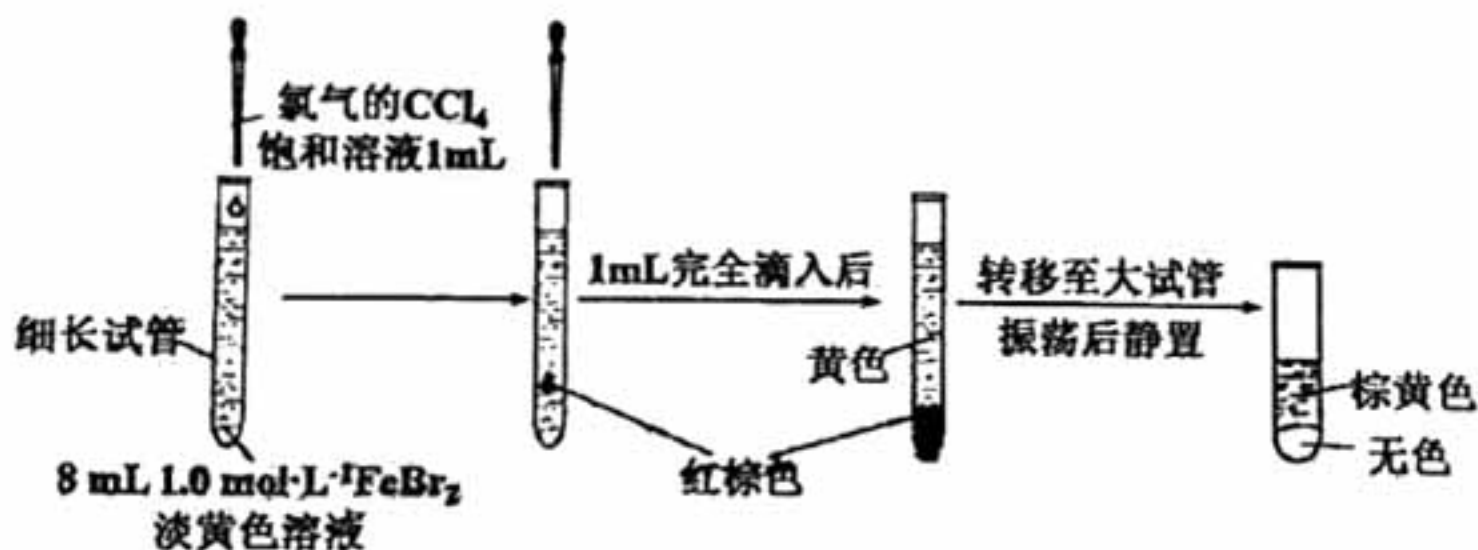 氯气的CCl₄
饱和溶液1mL
细长试管
8 mL 1.0 mol·L⁻¹FeBr₂
淡黄色溶液
红棕色
1mL完全滴入后
黄色
转移至大试管
振荡后静置
棕黄色
无色